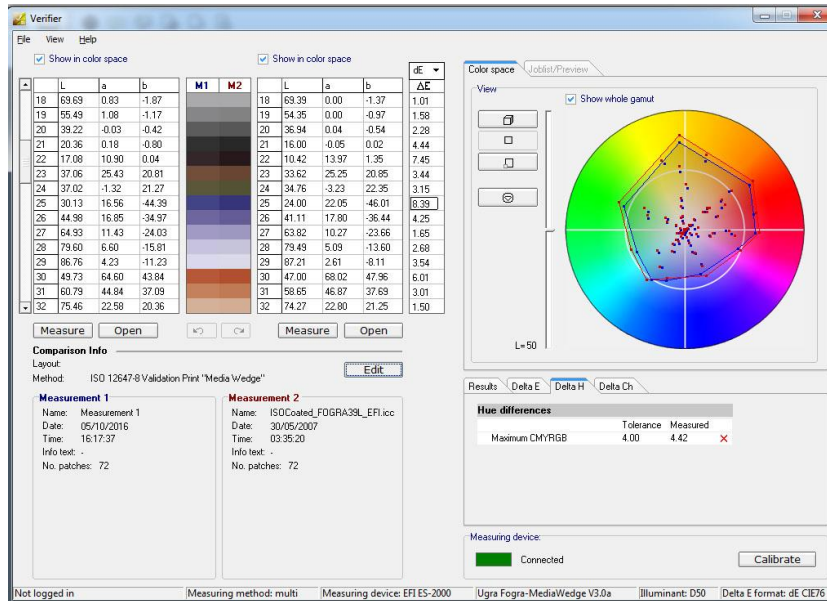 Verifier
File View Help
Show in color space
Show in color space
dE
L a b M1 M2 L a b ΔE
18 69.69 0.83 -1.87 18 69.39 0.00 -1.37 1.01
19 55.49 1.08 -1.17 19 54.35 0.00 -0.97 1.58
20 39.22 -0.03 -0.42 20 36.94 0.04 -0.54 2.28
21 20.36 0.18 -0.80 21 16.00 -0.05 0.02 4.44
22 17.08 10.90 0.04 22 10.42 13.97 1.35 7.45
23 37.06 25.43 20.81 23 33.62 25.25 20.85 3.44
24 37.02 -1.32 21.27 24 34.76 -3.23 22.35 3.15
25 30.13 16.56 -44.39 25 24.00 22.05 -46.01 8.39
26 44.98 16.85 -34.97 26 41.11 17.80 -36.44 4.25
27 64.93 11.43 -24.03 27 63.82 10.27 -23.66 1.65
28 79.60 6.60 -15.81 28 79.49 5.09 -13.60 2.68
29 86.76 4.23 -11.23 29 87.21 2.61 -8.11 3.54
30 49.73 64.60 43.84 30 47.00 68.02 47.96 6.01
31 60.79 44.84 37.09 31 58.65 46.87 37.69 3.01
32 75.46 22.58 20.36 32 74.27 22.80 21.25 1.50
Measure Open Measure Open
Comparison Info
Layout:
Edit
Method: ISO 12647-8 Validation Print "Media Wedge"
Measurement 1
Name: Measurement 1
Date: 05/10/2016
Time: 16:17:37
Info text: -
No. patches: 72
Measurement 2
Name: ISOCoated_FOGRA39L_EFI.icc
Date: 30/05/2007
Time: 03:35:20
Info text: -
No. patches: 72
Color space Joblist/Preview
View
Show whole gamut
L=50
Results Delta E Delta H Delta Ch
Hue differences
Tolerance Measured
Maximum CMYRGB 4.00 4.42
Measuring device:
Connected Calibrate
Not logged in Measuring method: multi Measuring device: EFI ES-2000 Ugra Fogra-MediaWedge V3.0a Illuminant: D50 Delta E format: dE CIE76